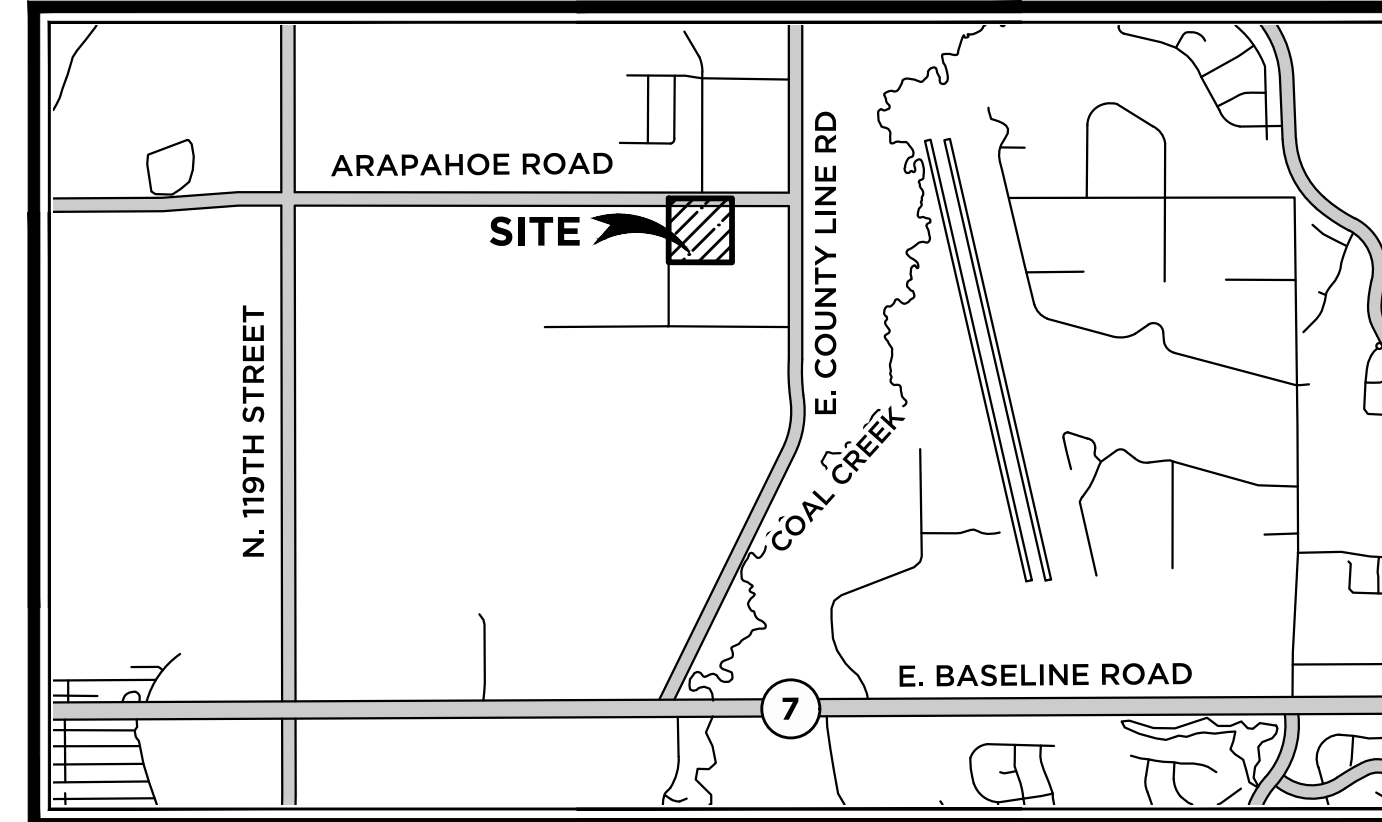 ARAPAHOE ROAD
SITE
E. COUNTY LINE RD
N. 119TH STREET
COAL CREEK
E. BASELINE ROAD
7